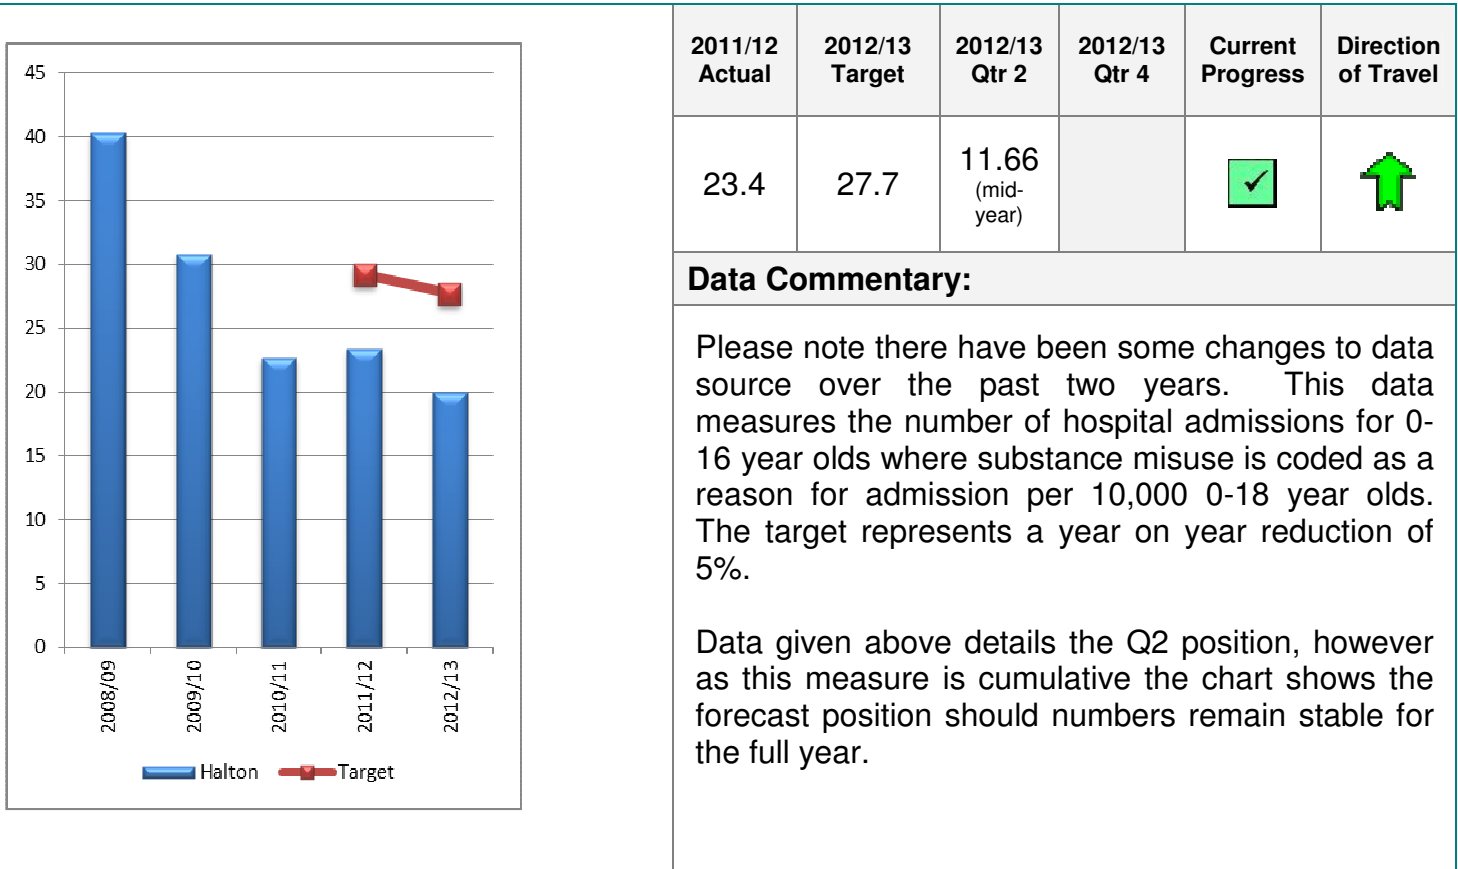 45
40
35
30
25
20
15
10
5
0
2008/09
2009/10
2010/11
2011/12
2012/13
Halton
Target
2011/12 Actual
2012/13 Target
2012/13 Qtr 2
2012/13 Qtr 4
Current Progress
Direction of Travel
23.4
27.7
11.66
(mid-
year)
Data Commentary:
Please note there have been some changes to data
source over the past two years. This data
measures the number of hospital admissions for 0-
16 year olds where substance misuse is coded as a
reason for admission per 10,000 0-18 year olds.
The target represents a year on year reduction of
5%.
Data given above details the Q2 position, however
as this measure is cumulative the chart shows the
forecast position should numbers remain stable for
the full year.